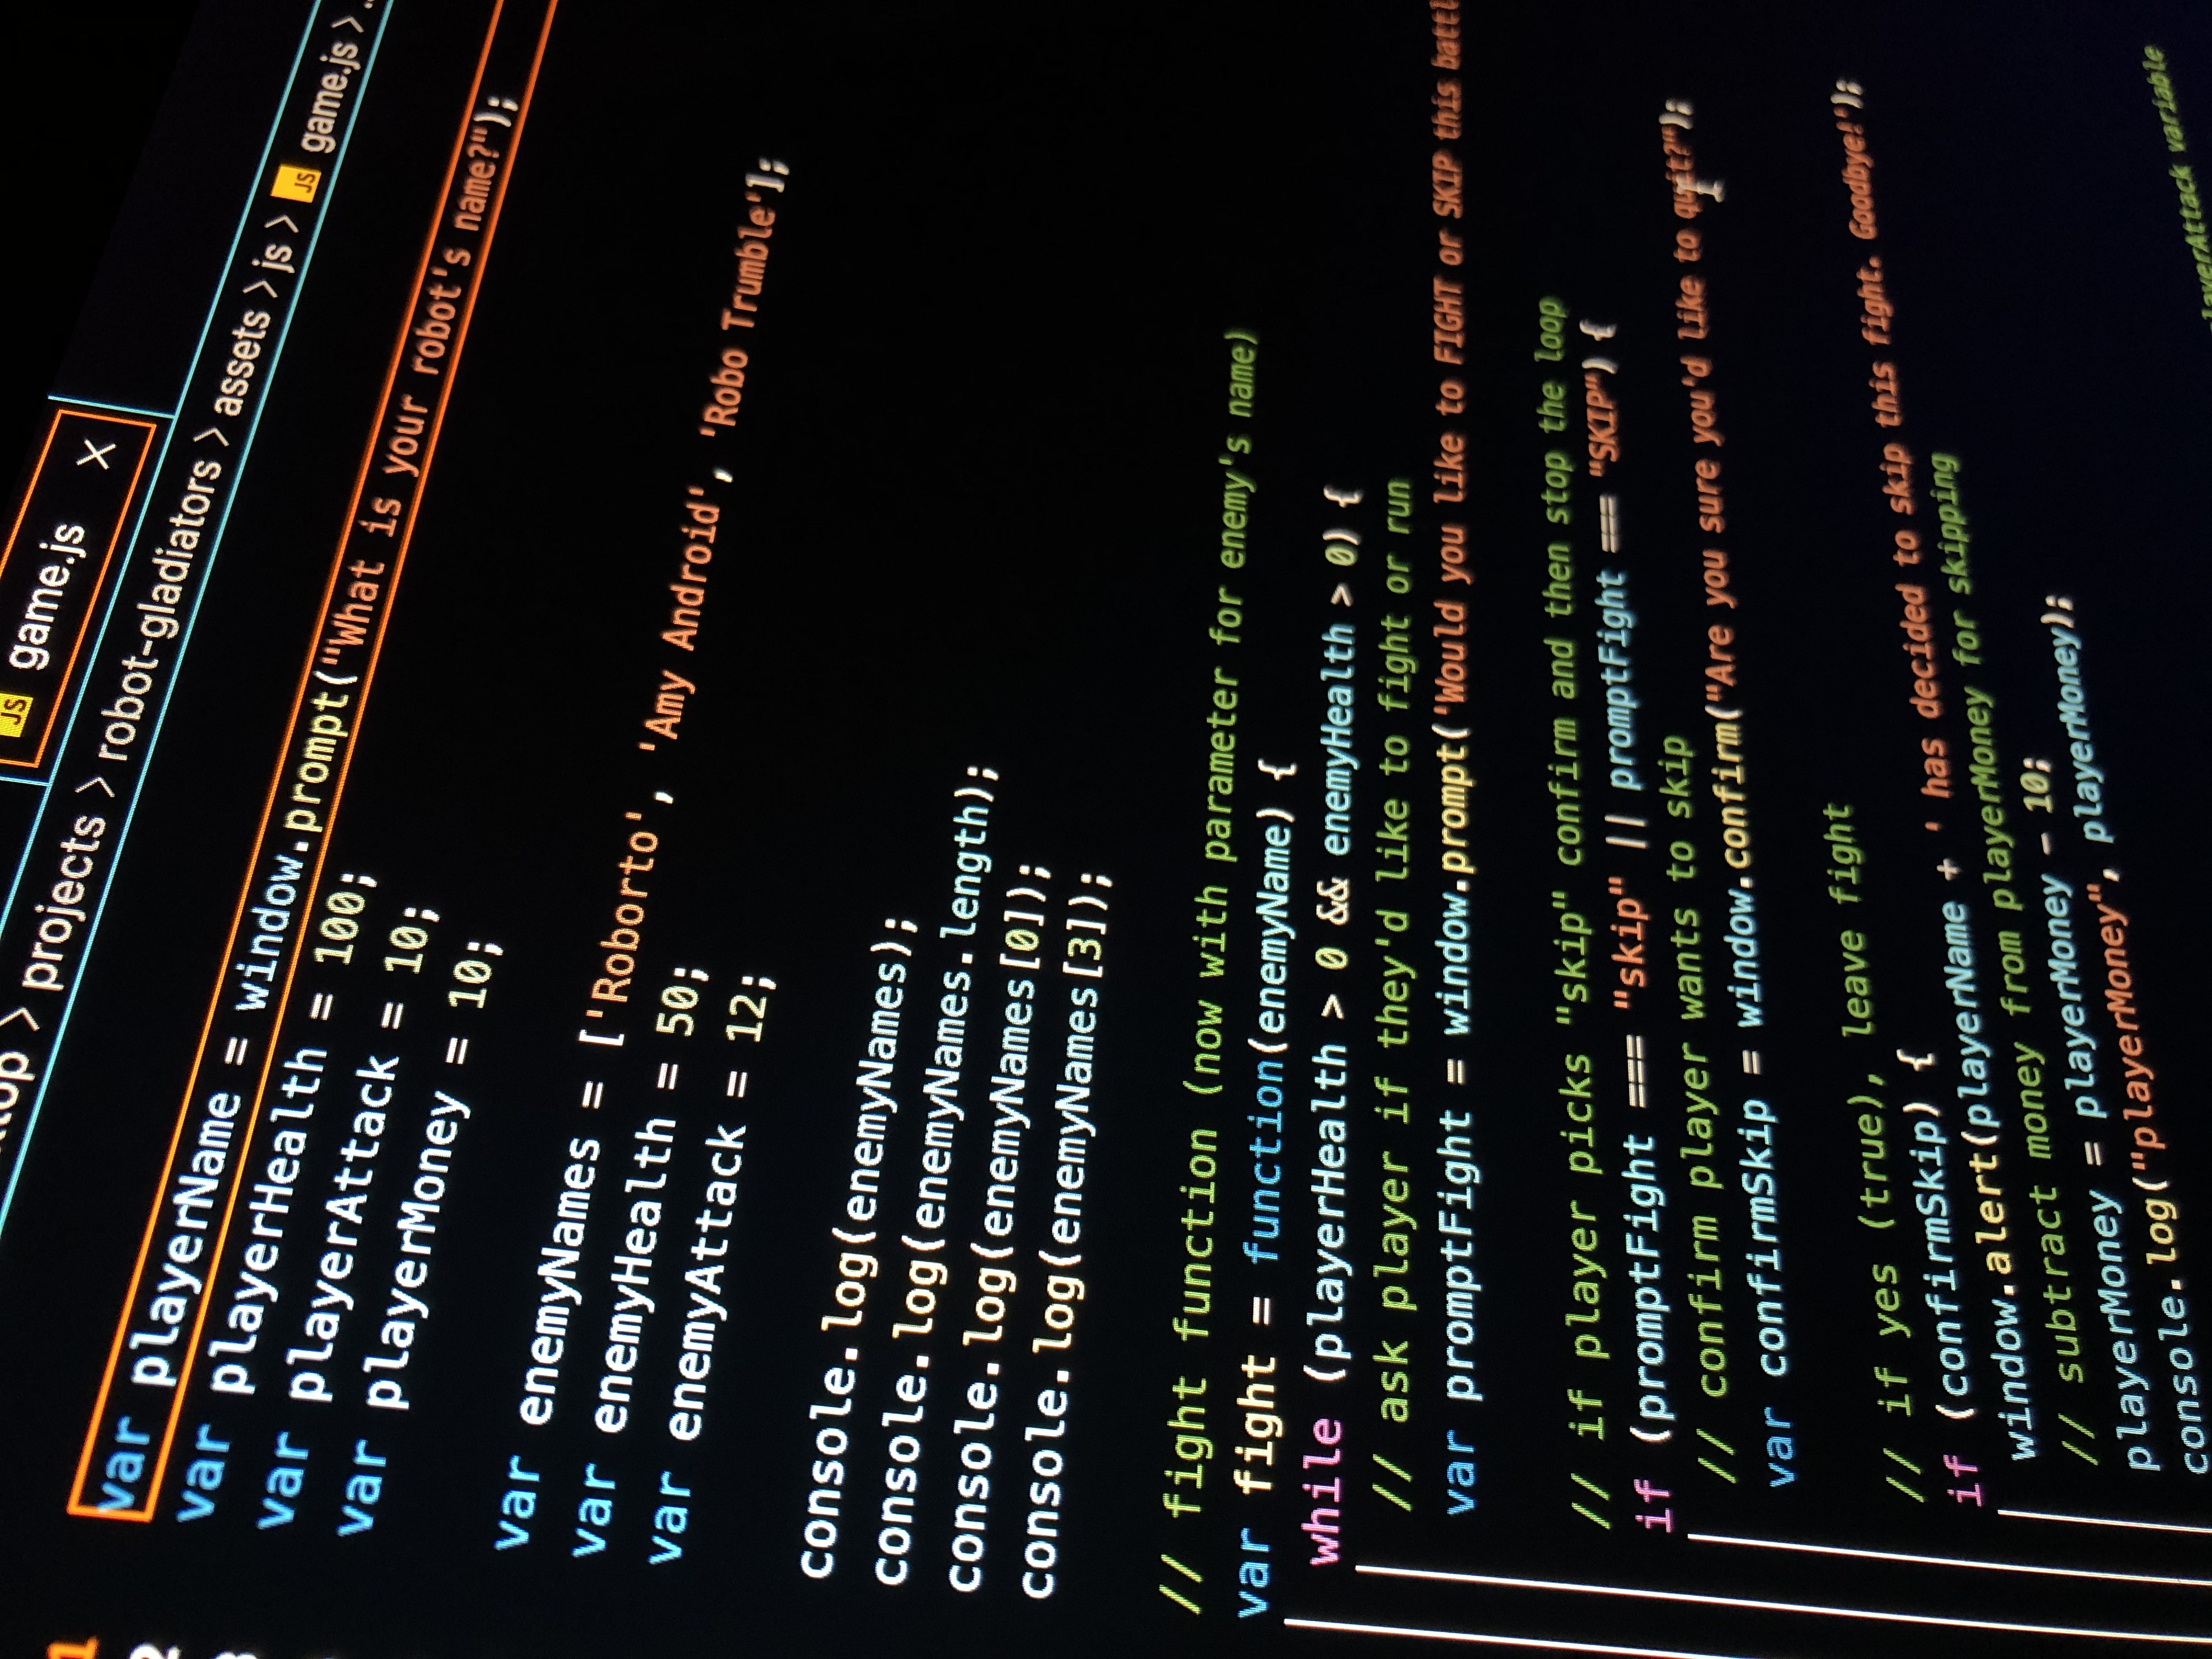 JS game.js ×
> projects > robot-gladiators > assets > js > JS game.js >
1
2
3
var playerName = window.prompt("What is your robot's name?");
var playerHealth = 100;
var playerAttack = 10;
var playerMoney = 10;
var enemyNames = ['Roborto', 'Amy Android', 'Robo Trumble'];
var enemyHealth = 50;
var enemyAttack = 12;
console.log(enemyNames);
console.log(enemyNames.length);
console.log(enemyNames[0]);
console.log(enemyNames[3]);
// fight function (now with parameter for enemy's name)
var fight = function(enemyName) {
while (playerHealth > 0 && enemyHealth > 0) {
// ask player if they'd like to fight or run
var promptFight = window.prompt('Would you like to FIGHT or SKIP this battl
// if player picks "skip" confirm and then stop the loop
if (promptFight === "skip" || promptFight === "SKIP") {
// confirm player wants to skip
var confirmSkip = window.confirm("Are you sure you'd like to quit?");
// if yes (true), leave fight
if (confirmSkip) {
window.alert(playerName + ' has decided to skip this fight. Goodbye!');
// subtract money from playerMoney for skipping
playerMoney = playerMoney - 10;
console.log("playerMoney", playerMoney);
layerAttack variable